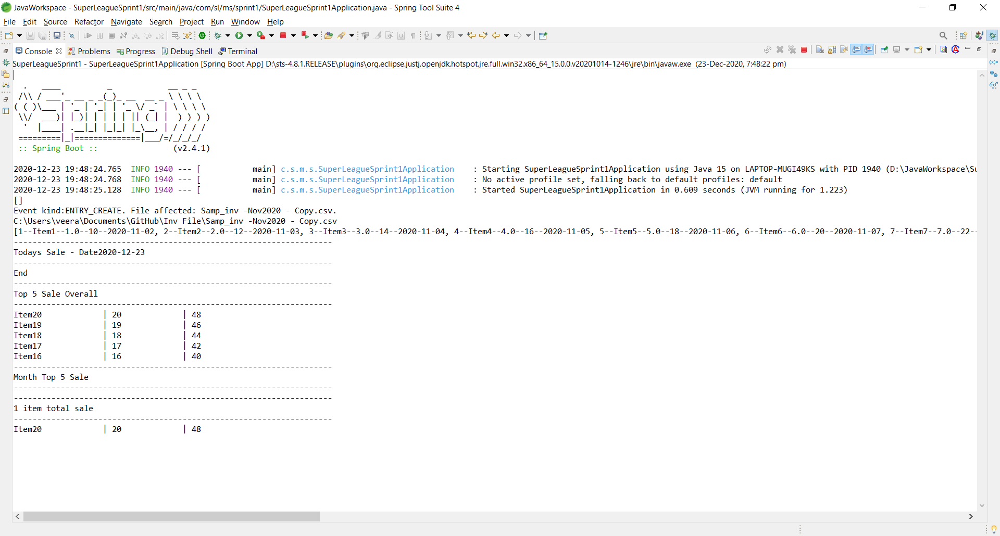 JavaWorkspace - SuperLeagueSprint1/src/main/java/com/sl/ms/sprint1/SuperLeagueSprint1Application.java - Spring Tool Suite 4
File Edit Source Refactor Navigate Search Project Run Window Help
Console Problems Progress Debug Shell Terminal
SuperLeagueSprint1 - SuperLeagueSprint1Application [Spring Boot App] D:\sts-4.8.1.RELEASE\plugins\org.eclipse.justj.openjdk.hotspot.jre.full.win32.x86_64_15.0.0.v20201014-1246\jre\bin\javaw.exe (23-Dec-2020, 7:48:22 pm)
  .   ____          _            __ _ _
 /\\ / ___'_ __ _ _(_)_ __  __ _ \ \ \ \
( ( )\___ | '_ | '_| | '_ \/ _` | \ \ \ \
 \\/  ___)| |_)| | | | | || (_| |  ) ) ) )
  '  |____| .__|_| |_|_| |_\__, | / / / /
 =========|_|==============|___/=/_/_/_/
 :: Spring Boot ::                (v2.4.1)
2020-12-23 19:48:24.765  INFO 1940 --- [           main] c.s.m.s.SuperLeagueSprint1Application    : Starting SuperLeagueSprint1Application using Java 15 on LAPTOP-MUGI49KS with PID 1940 (D:\JavaWorkspace\Su
2020-12-23 19:48:24.768  INFO 1940 --- [           main] c.s.m.s.SuperLeagueSprint1Application    : No active profile set, falling back to default profiles: default
2020-12-23 19:48:25.128  INFO 1940 --- [           main] c.s.m.s.SuperLeagueSprint1Application    : Started SuperLeagueSprint1Application in 0.609 seconds (JVM running for 1.223)
[]
Event kind:ENTRY_CREATE. File affected: Samp_inv -Nov2020 - Copy.csv.
C:\Users\veera\Documents\GitHub\Inv File\Samp_inv -Nov2020 - Copy.csv
[1--Item1--1.0--10--2020-11-02, 2--Item2--2.0--12--2020-11-03, 3--Item3--3.0--14--2020-11-04, 4--Item4--4.0--16--2020-11-05, 5--Item5--5.0--18--2020-11-06, 6--Item6--6.0--20--2020-11-07, 7--Item7--7.0--22--
--------------------------------------------------------------------
Todays Sale - Date2020-12-23
--------------------------------------------------------------------
End
--------------------------------------------------------------------
Top 5 Sale Overall
--------------------------------------------------------------------
Item20             | 20             | 48
Item19             | 19             | 46
Item18             | 18             | 44
Item17             | 17             | 42
Item16             | 16             | 40
--------------------------------------------------------------------
Month Top 5 Sale
--------------------------------------------------------------------
--------------------------------------------------------------------
1 item total sale
--------------------------------------------------------------------
Item20             | 20             | 48